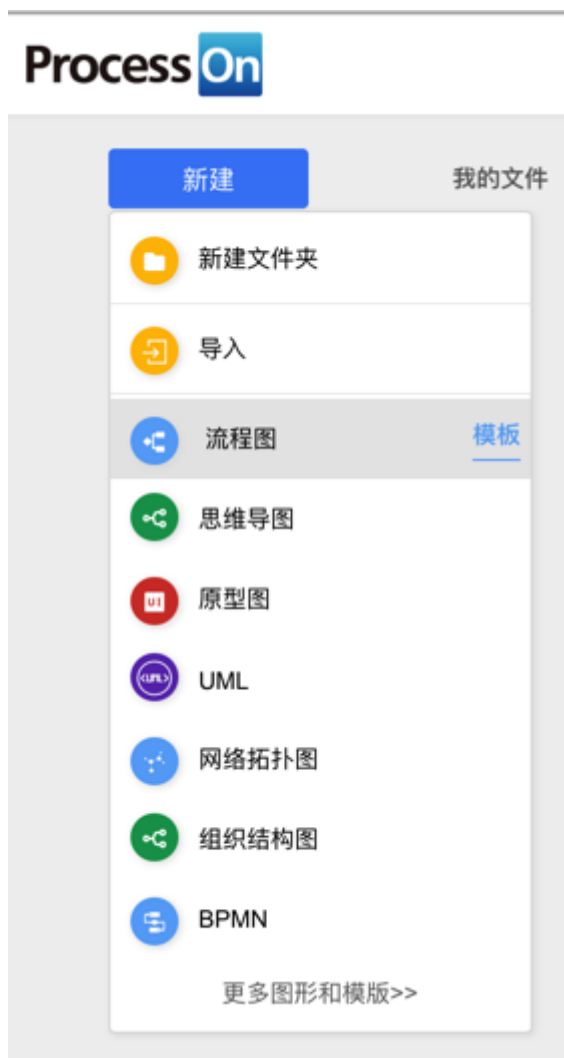 Process On
新建 我的文件
新建文件夹
导入
流程图 模板
思维导图
UI 原型图
<UML> UML
网络拓扑图
组织结构图
BPMN
更多图形和模版>>